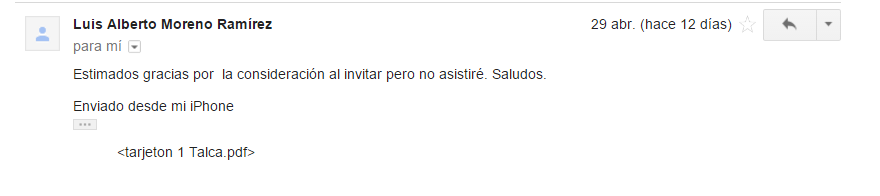 Luis Alberto Moreno Ramírez 29 abr. (hace 12 días)
para mí
Estimados gracias por  la consideración al invitar pero no asistiré. Saludos.
Enviado desde mi iPhone
<tarjeton 1 Talca.pdf>